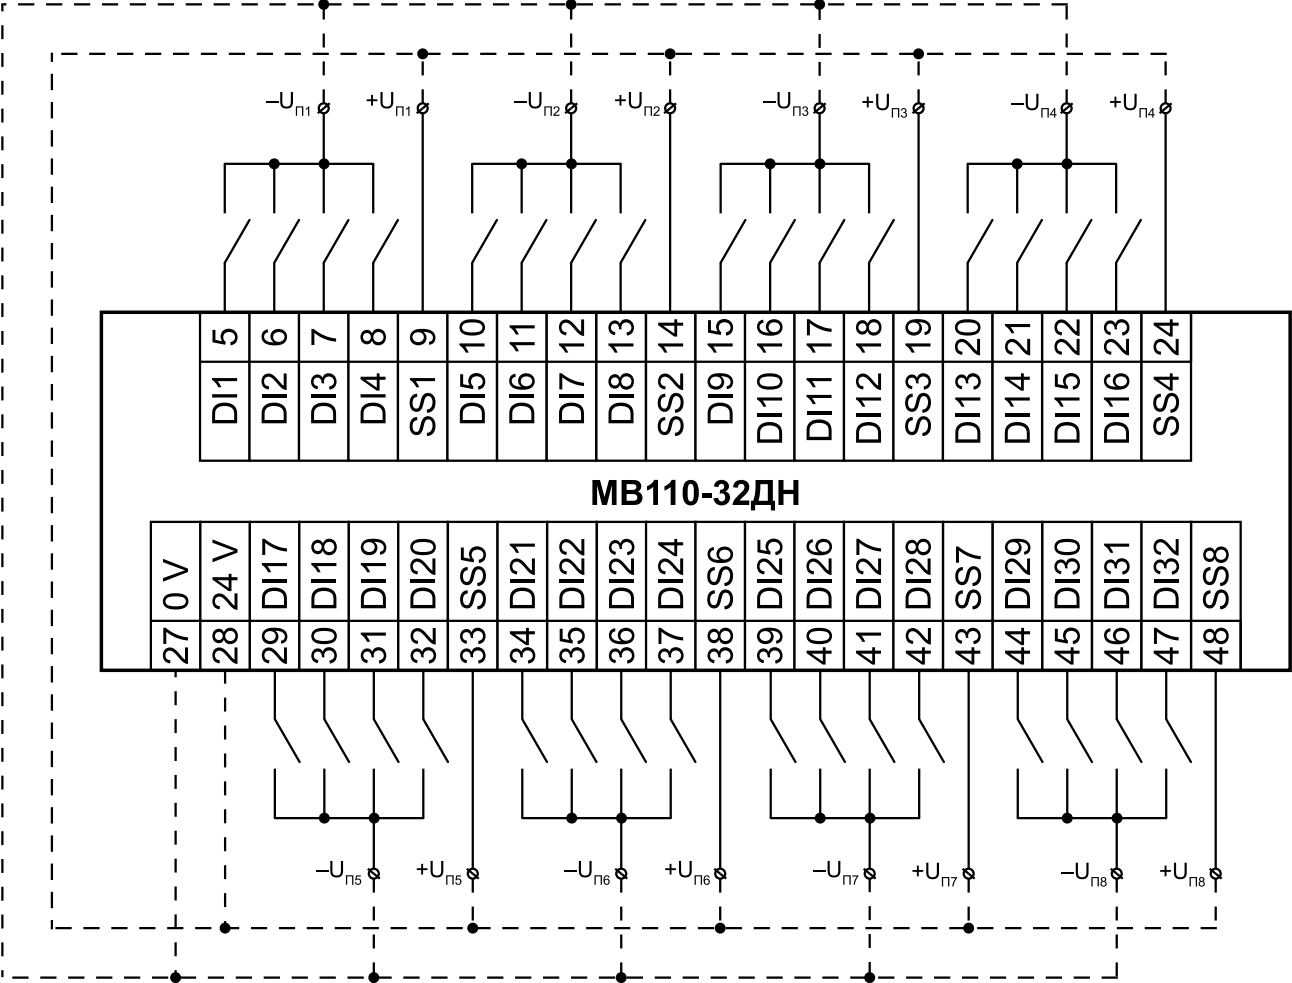 –Uп1 +Uп1 –Uп2 +Uп2 –Uп3 +Uп3 –Uп4 +Uп4
5 6 7 8 9 10 11 12 13 14 15 16 17 18 19 20 21 22 23 24
DI1 DI2 DI3 DI4 SS1 DI5 DI6 DI7 DI8 SS2 DI9 DI10 DI11 DI12 SS3 DI13 DI14 DI15 DI16 SS4
МВ110-32ДН
0 V 24 V DI17 DI18 DI19 DI20 SS5 DI21 DI22 DI23 DI24 SS6 DI25 DI26 DI27 DI28 SS7 DI29 DI30 DI31 DI32 SS8
27 28 29 30 31 32 33 34 35 36 37 38 39 40 41 42 43 44 45 46 47 48
–Uп5 +Uп5 –Uп6 +Uп6 –Uп7 +Uп7 –Uп8 +Uп8